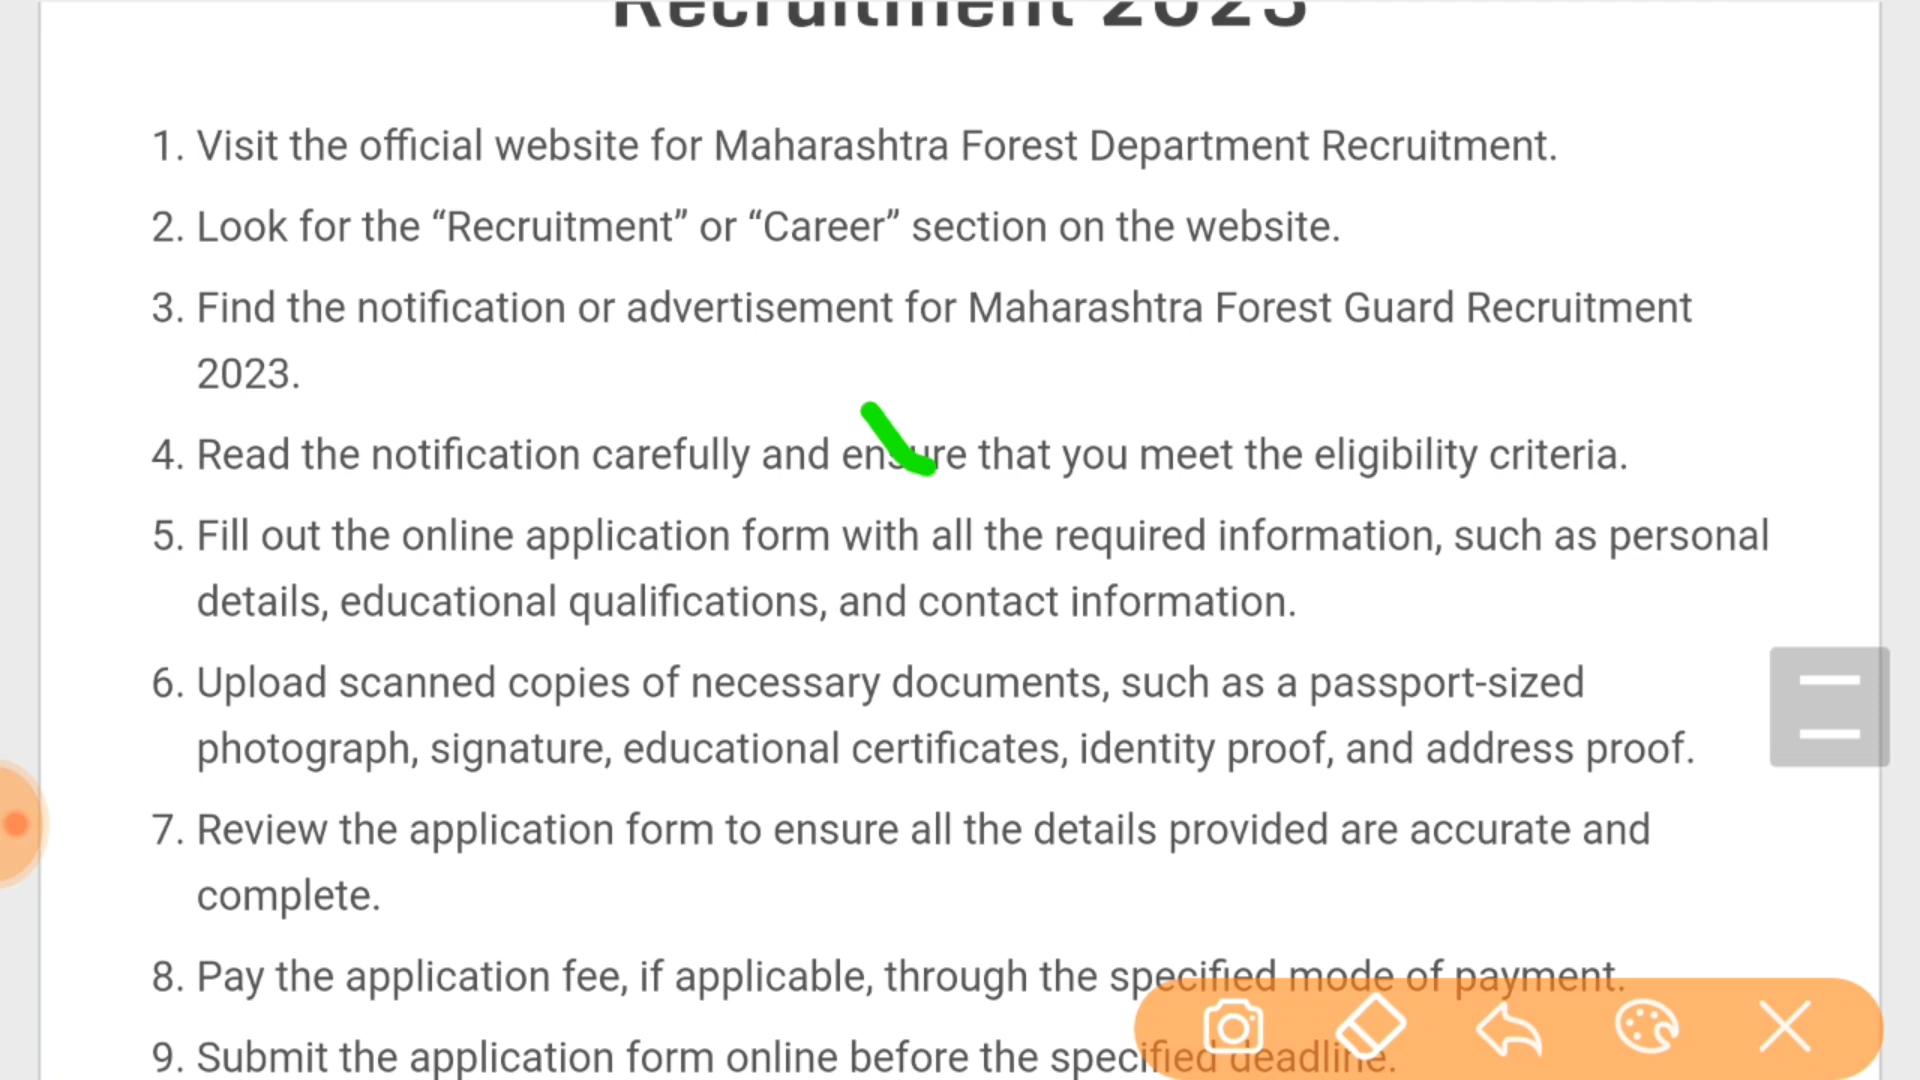 Recruitment 2023
1. Visit the official website for Maharashtra Forest Department Recruitment.
2. Look for the “Recruitment” or “Career” section on the website.
3. Find the notification or advertisement for Maharashtra Forest Guard Recruitment
2023.
4. Read the notification carefully and ensure that you meet the eligibility criteria.
5. Fill out the online application form with all the required information, such as personal
details, educational qualifications, and contact information.
6. Upload scanned copies of necessary documents, such as a passport-sized
photograph, signature, educational certificates, identity proof, and address proof.
7. Review the application form to ensure all the details provided are accurate and
complete.
8. Pay the application fee, if applicable, through the specified mode of payment.
9. Submit the application form online before the specified deadline.